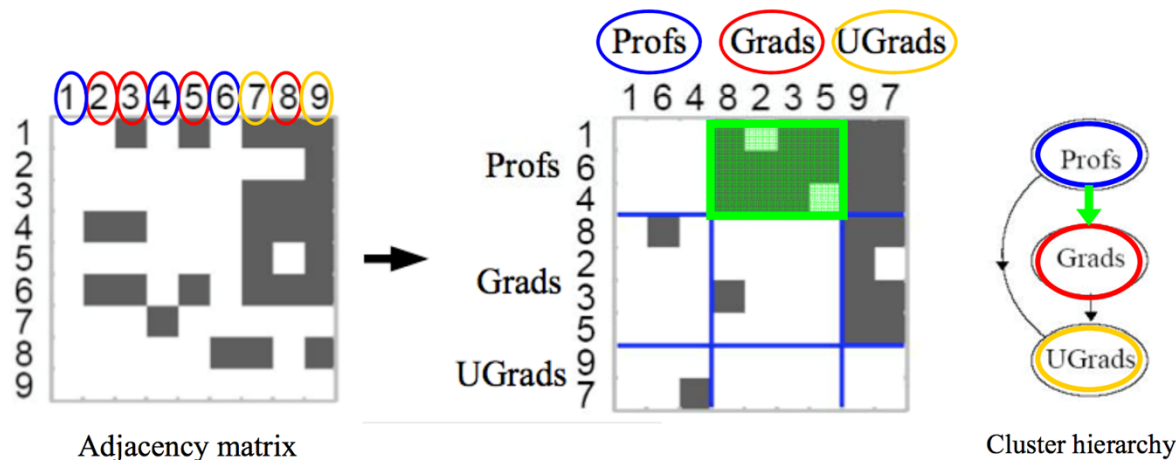 Profs Grads UGrads
1 2 3 4 5 6 7 8 9
1 6 4 8 2 3 5 9 7
1
2
3
4
5
6
7
8
9
Adjacency matrix
Profs
Grads
UGrads
1
6
4
8
2
3
5
9
7
Profs
Grads
UGrads
Cluster hierarchy